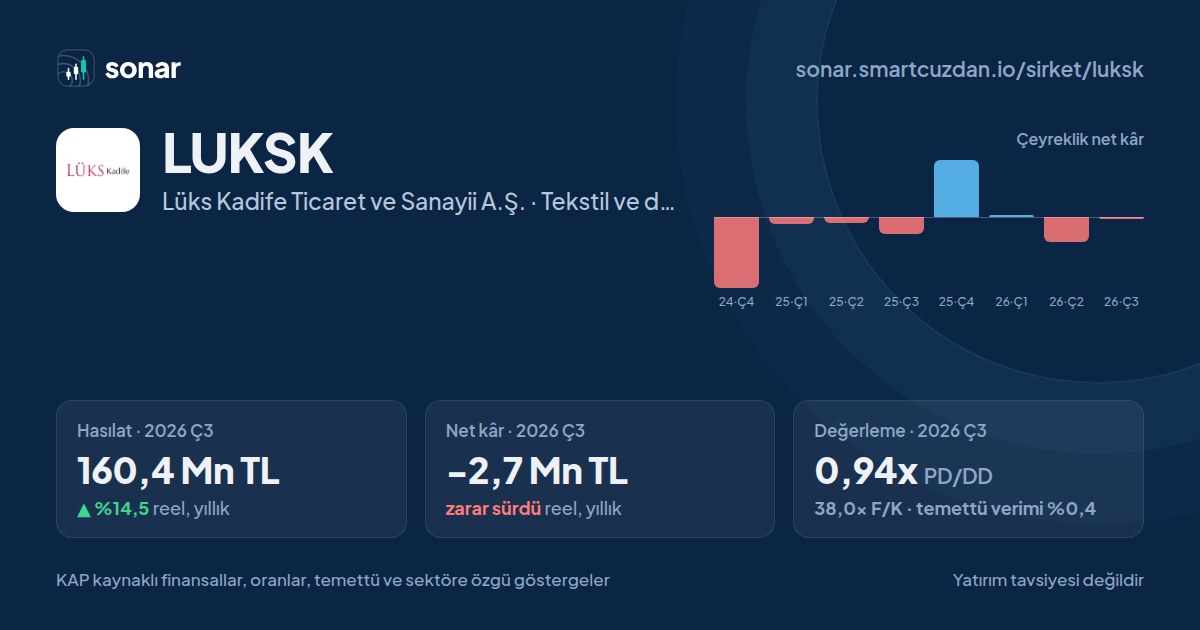 sonar
sonar.smartcuzdan.io/sirket/luksk
LÜKS Kadife
LUKSK
Lüks Kadife Ticaret ve Sanayii A.Ş. · Tekstil ve d…
Çeyreklik net kâr
24·Ç4 25·Ç1 25·Ç2 25·Ç3 25·Ç4 26·Ç1 26·Ç2 26·Ç3
Hasılat · 2026 Ç3
160,4 Mn TL
▲ %14,5 reel, yıllık
Net kâr · 2026 Ç3
−2,7 Mn TL
zarar sürdü reel, yıllık
Değerleme · 2026 Ç3
0,94x PD/DD
38,0× F/K · temettü verimi %0,4
KAP kaynaklı finansallar, oranlar, temettü ve sektöre özgü göstergeler
Yatırım tavsiyesi değildir